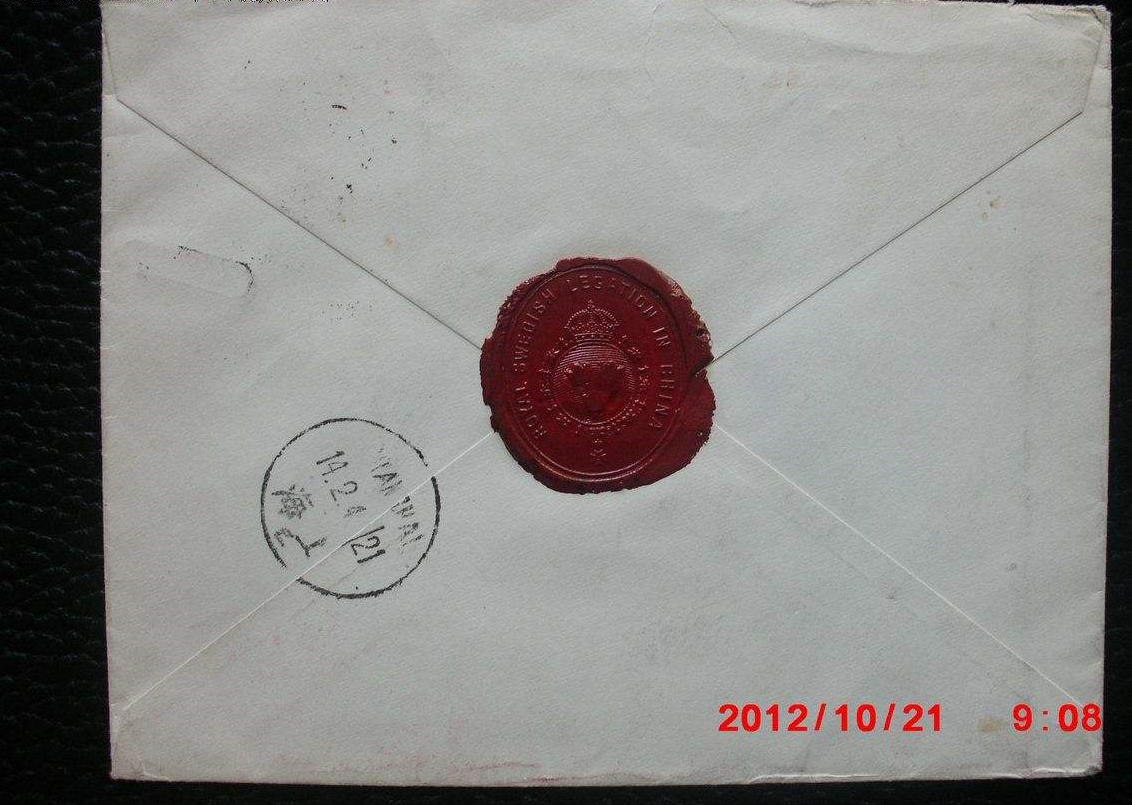 ROYAL SWEDISH LEGATION IN CHINA
14.2.4
21
海上
2012/10/21 9:08